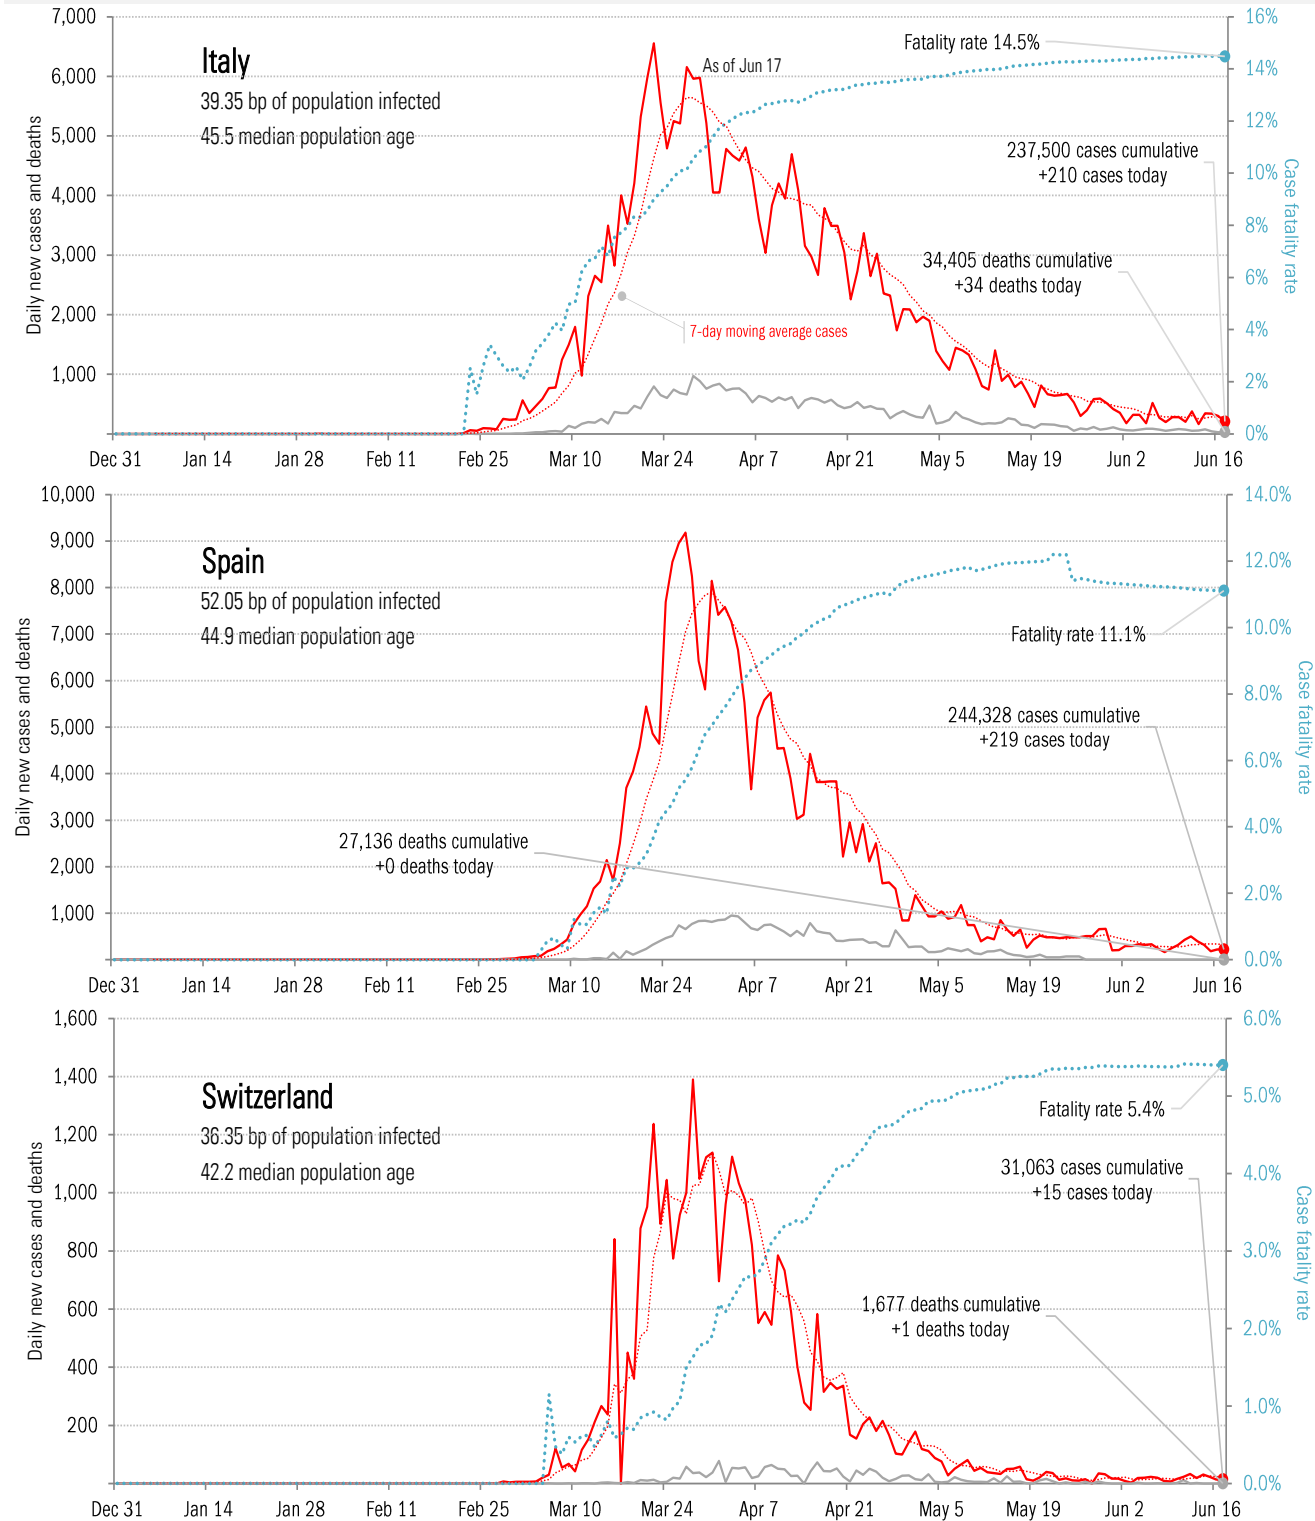 7,000
6,000
5,000
4,000
3,000
2,000
1,000
Daily new cases and deaths
Italy
39.35 bp of population infected
45.5 median population age
As of Jun 17
7-day moving average cases
Fatality rate 14.5%
237,500 cases cumulative
+210 cases today
34,405 deaths cumulative
+34 deaths today
16%
14%
12%
10%
8%
6%
4%
2%
0%
Case fatality rate
Dec 31 Jan 14 Jan 28 Feb 11 Feb 25 Mar 10 Mar 24 Apr 7 Apr 21 May 5 May 19 Jun 2 Jun 16
10,000
9,000
8,000
7,000
6,000
5,000
4,000
3,000
2,000
1,000
Daily new cases and deaths
Spain
52.05 bp of population infected
44.9 median population age
27,136 deaths cumulative
+0 deaths today
Fatality rate 11.1%
244,328 cases cumulative
+219 cases today
14.0%
12.0%
10.0%
8.0%
6.0%
4.0%
2.0%
0.0%
Case fatality rate
Dec 31 Jan 14 Jan 28 Feb 11 Feb 25 Mar 10 Mar 24 Apr 7 Apr 21 May 5 May 19 Jun 2 Jun 16
1,600
1,400
1,200
1,000
800
600
400
200
Daily new cases and deaths
Switzerland
36.35 bp of population infected
42.2 median population age
Fatality rate 5.4%
31,063 cases cumulative
+15 cases today
1,677 deaths cumulative
+1 deaths today
6.0%
5.0%
4.0%
3.0%
2.0%
1.0%
0.0%
Case fatality rate
Dec 31 Jan 14 Jan 28 Feb 11 Feb 25 Mar 10 Mar 24 Apr 7 Apr 21 May 5 May 19 Jun 2 Jun 16